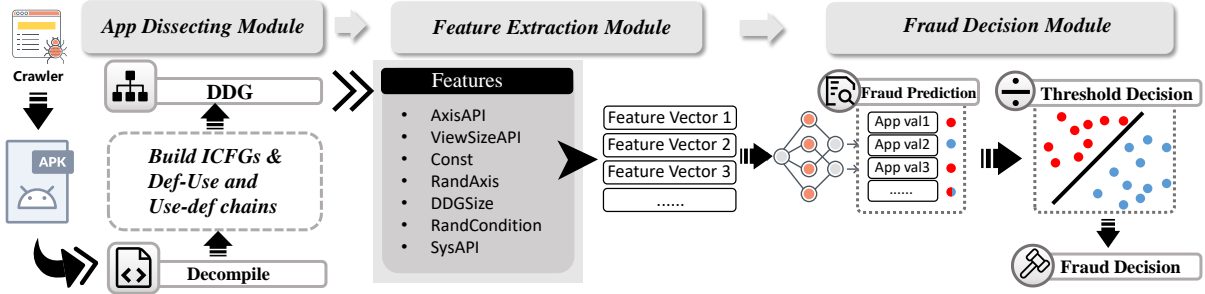 App Dissecting Module
Feature Extraction Module
Fraud Decision Module
Crawler
APK
DDG
Build ICFGs &
Def-Use and
Use-def chains
Decompile
Features
• AxisAPI
• ViewSizeAPI
• Const
• RandAxis
• DDGSize
• RandCondition
• SysAPI
Feature Vector 1
Feature Vector 2
Feature Vector 3
......
Fraud Prediction
App val1
App val2
App val3
......
Threshold Decision
Fraud Decision